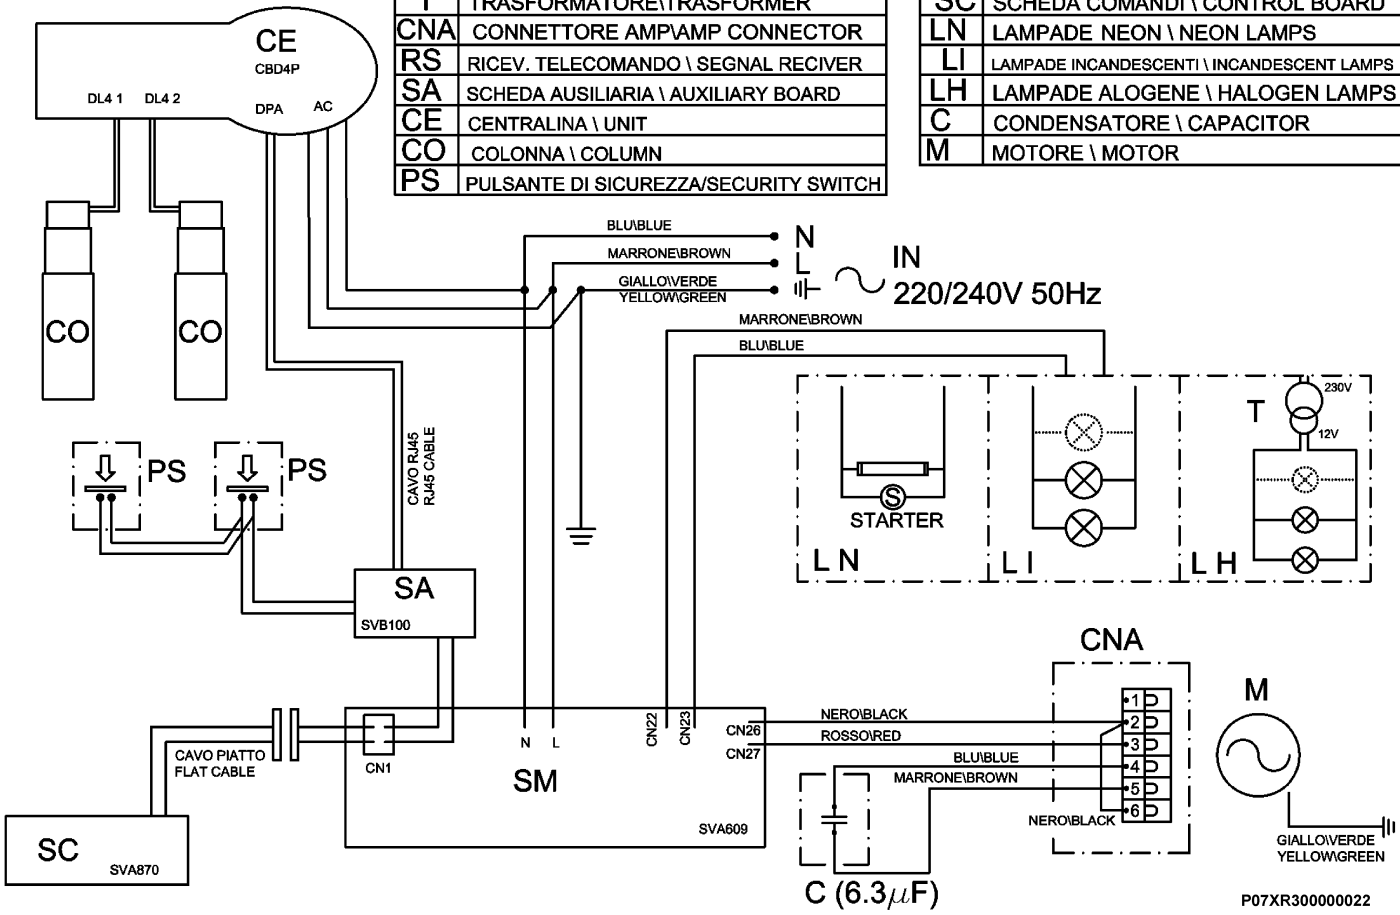 T TRASFORMATORE\TRASFORMER
CNA CONNETTORE AMP\AMP CONNECTOR
RS RICEV. TELECOMANDO \ SEGNAL RECIVER
SA SCHEDA AUSILIARIA \ AUXILIARY BOARD
CE CENTRALINA \ UNIT
CO COLONNA \ COLUMN
PS PULSANTE DI SICUREZZA/SECURITY SWITCH
SC SCHEDA COMANDI \ CONTROL BOARD
LN LAMPADE NEON \ NEON LAMPS
LI LAMPADE INCANDESCENTI \ INCANDESCENT LAMPS
LH LAMPADE ALOGENE \ HALOGEN LAMPS
C CONDENSATORE \ CAPACITOR
M MOTORE \ MOTOR
CE
CBD4P
DL4 1 DL4 2
DPA AC
CO
CO
BLU\BLUE
N
MARRONE\BROWN
L
GIALLO\VERDE
YELLOW\GREEN
IN
220/240V 50Hz
MARRONE\BROWN
BLU\BLUE
PS
PS
CAVO RJ45
RJ45 CABLE
S
STARTER
L N
L I
T
230V
12V
L H
SA
SVB100
CAVO PIATTO
FLAT CABLE
CN1
N L
CN22
CN23
CN26
CN27
SM
SVA609
SC
SVA870
NERO\BLACK
ROSSO\RED
BLU\BLUE
MARRONE\BROWN
NERO\BLACK
C (6.3μF)
CNA
1
2
3
4
5
6
M
GIALLO\VERDE
YELLOW\GREEN
P07XR300000022